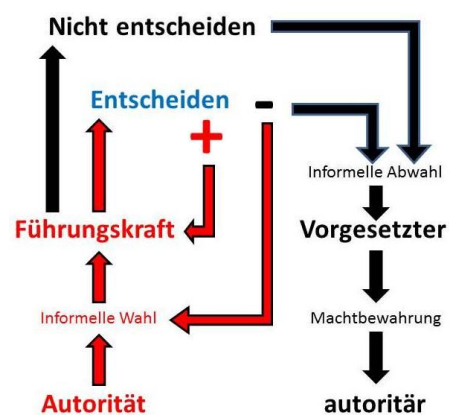 Nicht entscheiden
Entscheiden -
+
Informelle Abwahl
Führungskraft
Vorgesetzter
Informelle Wahl
Machtbewahrung
Autorität
autoritär